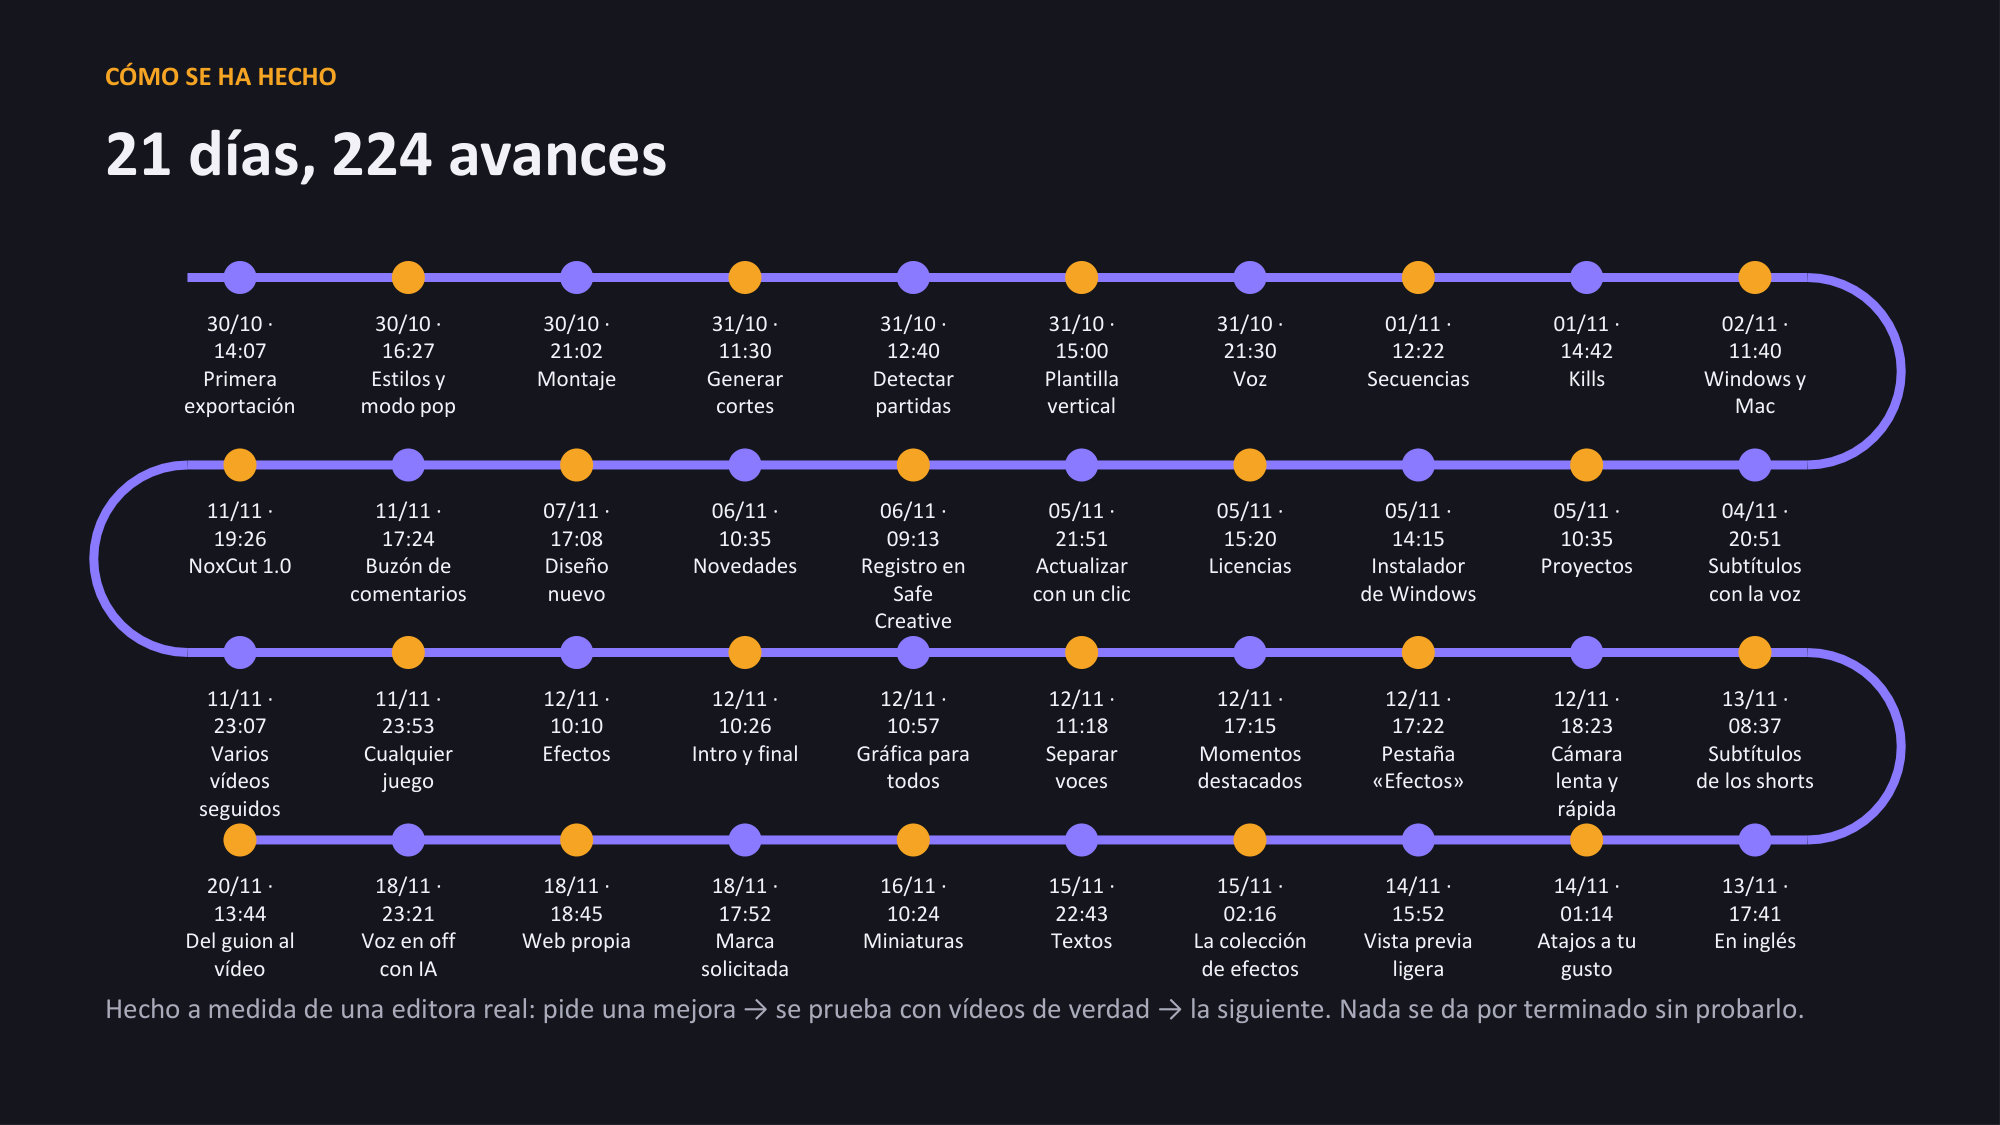 CÓMO SE HA HECHO
21 días, 224 avances
30/10 ·
14:07
Primera
exportación
30/10 ·
16:27
Estilos y
modo pop
30/10 ·
21:02
Montaje
31/10 ·
11:30
Generar
cortes
31/10 ·
12:40
Detectar
partidas
31/10 ·
15:00
Plantilla
vertical
31/10 ·
21:30
Voz
01/11 ·
12:22
Secuencias
01/11 ·
14:42
Kills
02/11 ·
11:40
Windows y
Mac
11/11 ·
19:26
NoxCut 1.0
11/11 ·
17:24
Buzón de
comentarios
07/11 ·
17:08
Diseño
nuevo
06/11 ·
10:35
Novedades
06/11 ·
09:13
Registro en
Safe
Creative
05/11 ·
21:51
Actualizar
con un clic
05/11 ·
15:20
Licencias
05/11 ·
14:15
Instalador
de Windows
05/11 ·
10:35
Proyectos
04/11 ·
20:51
Subtítulos
con la voz
11/11 ·
23:07
Varios
vídeos
seguidos
11/11 ·
23:53
Cualquier
juego
12/11 ·
10:10
Efectos
12/11 ·
10:26
Intro y final
12/11 ·
10:57
Gráfica para
todos
12/11 ·
11:18
Separar
voces
12/11 ·
17:15
Momentos
destacados
12/11 ·
17:22
Pestaña
«Efectos»
12/11 ·
18:23
Cámara
lenta y
rápida
13/11 ·
08:37
Subtítulos
de los shorts
20/11 ·
13:44
Del guion al
vídeo
18/11 ·
23:21
Voz en off
con IA
18/11 ·
18:45
Web propia
18/11 ·
17:52
Marca
solicitada
16/11 ·
10:24
Miniaturas
15/11 ·
22:43
Textos
15/11 ·
02:16
La colección
de efectos
14/11 ·
15:52
Vista previa
ligera
14/11 ·
01:14
Atajos a tu
gusto
13/11 ·
17:41
En inglés
Hecho a medida de una editora real: pide una mejora → se prueba con vídeos de verdad → la siguiente. Nada se da por terminado sin probarlo.